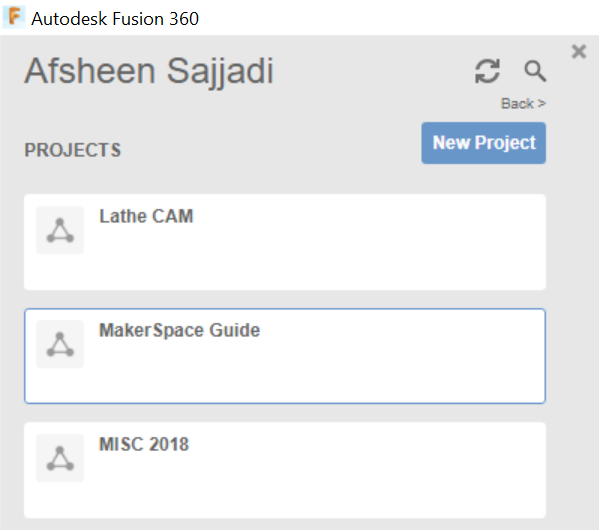 Autodesk Fusion 360
Afsheen Sajjadi
Back >
PROJECTS
New Project
Lathe CAM
MakerSpace Guide
MISC 2018